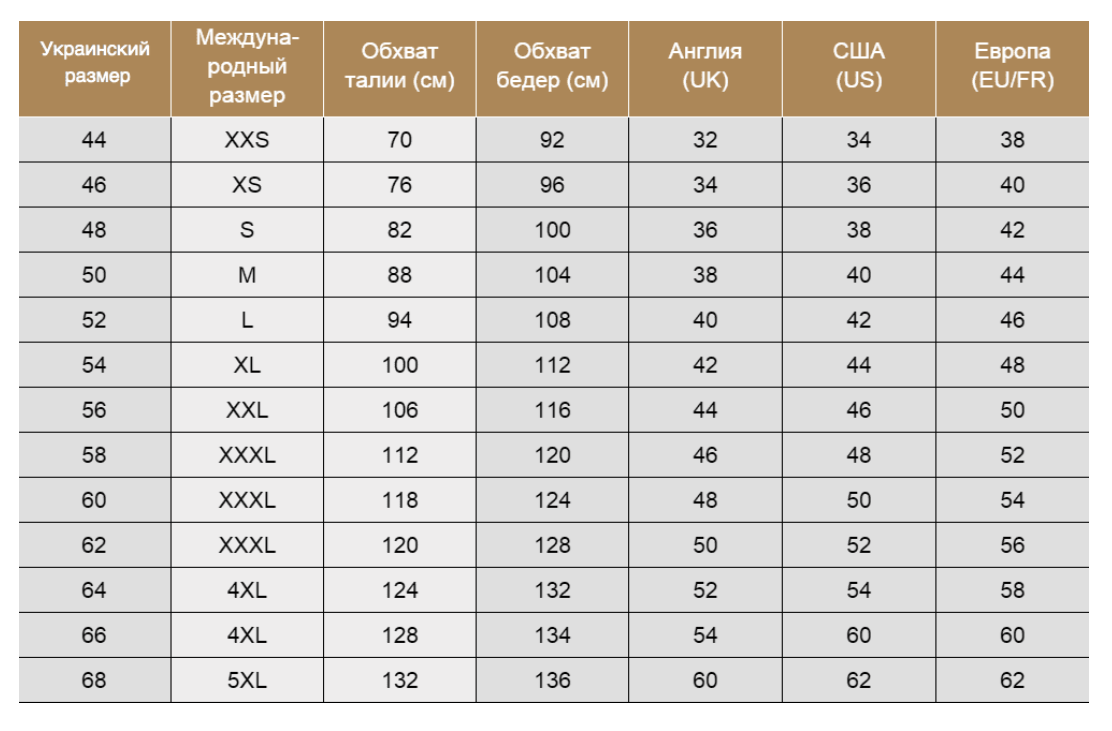 Украинский размер | Междуна-родный размер | Обхват талии (см) | Обхват бедер (см) | Англия (UK) | США (US) | Европа (EU/FR)
44 | XXS | 70 | 92 | 32 | 34 | 38
46 | XS | 76 | 96 | 34 | 36 | 40
48 | S | 82 | 100 | 36 | 38 | 42
50 | M | 88 | 104 | 38 | 40 | 44
52 | L | 94 | 108 | 40 | 42 | 46
54 | XL | 100 | 112 | 42 | 44 | 48
56 | XXL | 106 | 116 | 44 | 46 | 50
58 | XXXL | 112 | 120 | 46 | 48 | 52
60 | XXXL | 118 | 124 | 48 | 50 | 54
62 | XXXL | 120 | 128 | 50 | 52 | 56
64 | 4XL | 124 | 132 | 52 | 54 | 58
66 | 4XL | 128 | 134 | 54 | 60 | 60
68 | 5XL | 132 | 136 | 60 | 62 | 62